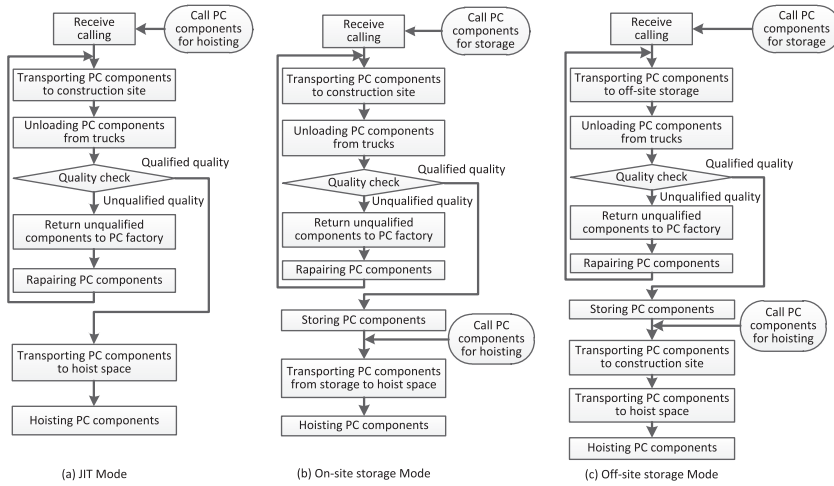 Receive
calling
Call PC
components
for hoisting
Transporting PC components
to construction site
Unloading PC components
from trucks
Qualified quality
Quality check
Unqualified quality
Return unqualified
components to PC factory
Rapairing PC components
Transporting PC components
to hoist space
Hoisting PC components
(a) JIT Mode
Receive
calling
Call PC
components
for storage
Transporting PC components
to construction site
Unloading PC components
from trucks
Qualified quality
Quality check
Unqualified quality
Return unqualified
components to PC factory
Rapairing PC components
Storing PC components
Call PC
components
for hoisting
Transporting PC components
from storage to hoist space
Hoisting PC components
(b) On-site storage Mode
Receive
calling
Call PC
components
for storage
Transporting PC components
to off-site storage
Unloading PC components
from trucks
Qualified quality
Quality check
Unqualified quality
Return unqualified
components to PC factory
Rapairing PC components
Storing PC components
Call PC
components
for hoisting
Transporting PC components
to construction site
Transporting PC components
to hoist space
Hoisting PC components
(c) Off-site storage Mode